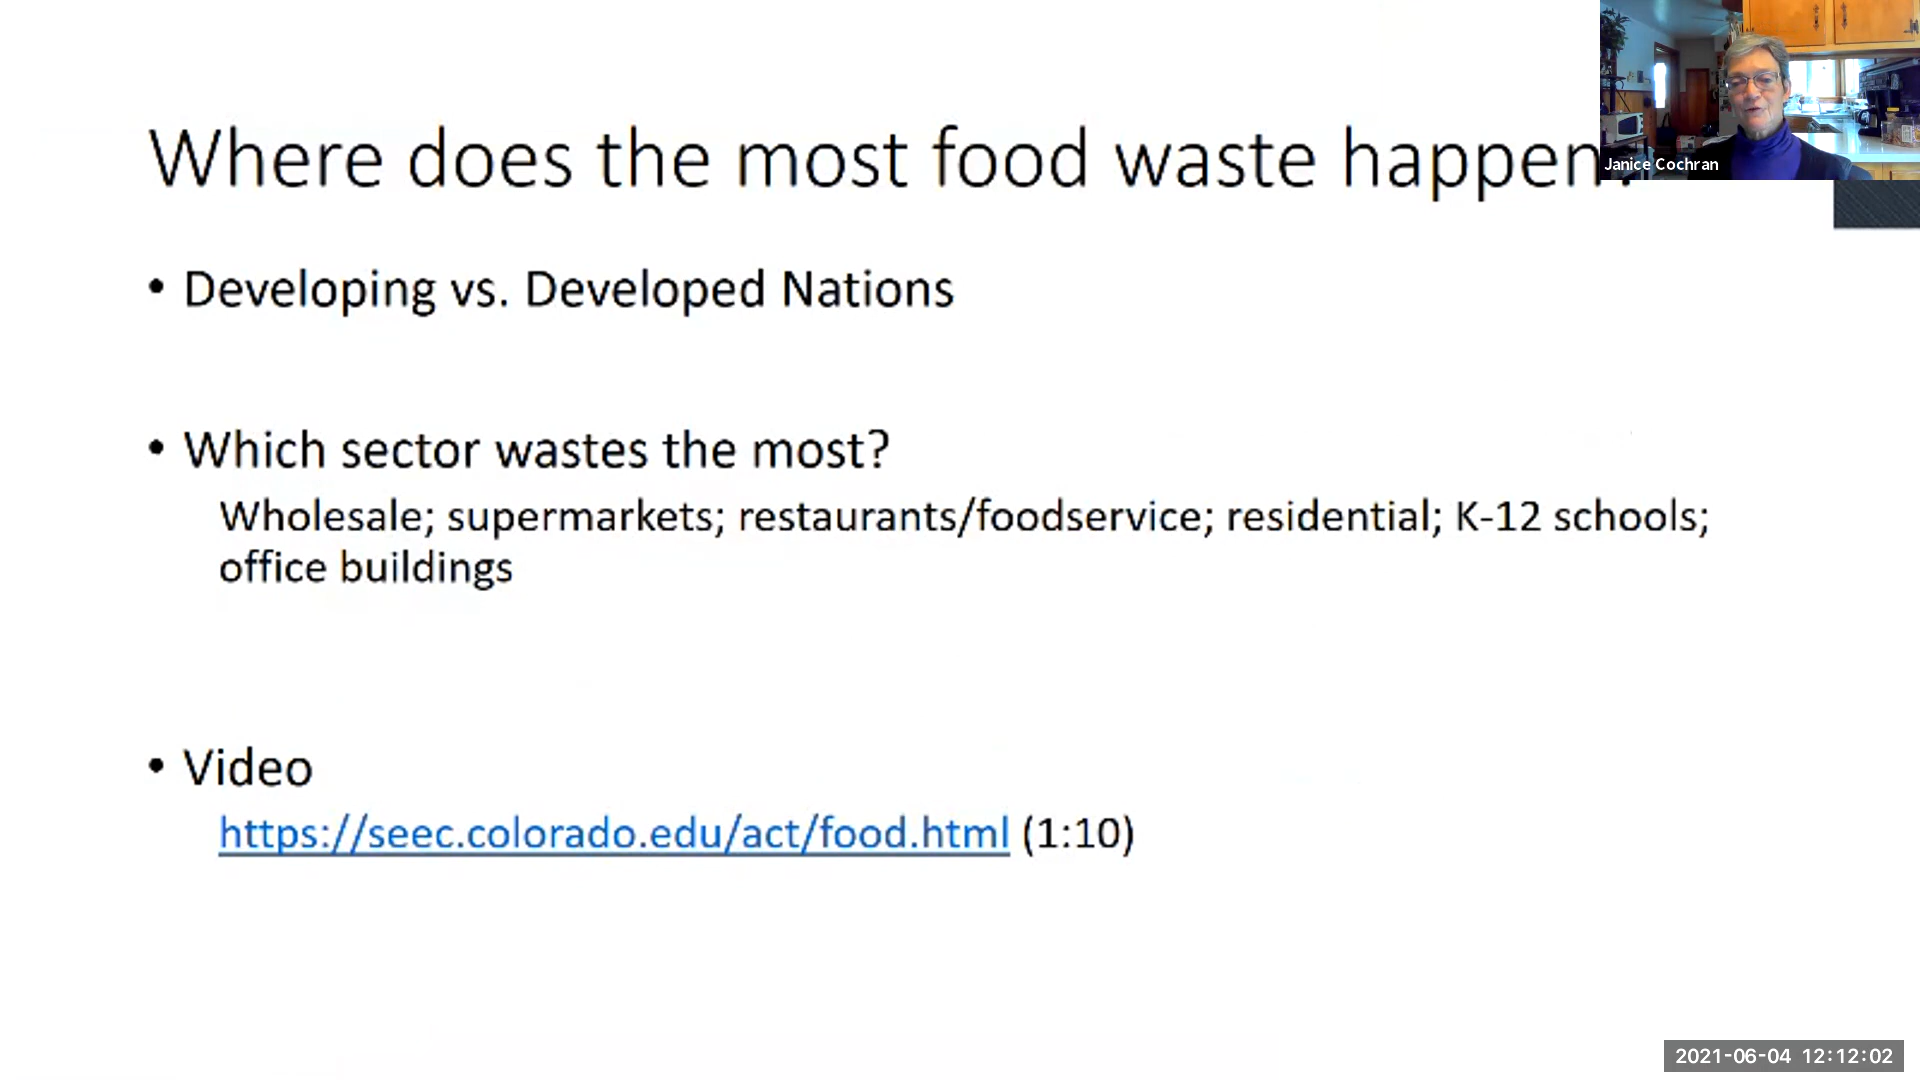 Where does the most food waste happen?
Janice Cochran
• Developing vs. Developed Nations
• Which sector wastes the most?
Wholesale; supermarkets; restaurants/foodservice; residential; K-12 schools;
office buildings
• Video
https://seec.colorado.edu/act/food.html (1:10)
2021-06-04 12:12:02